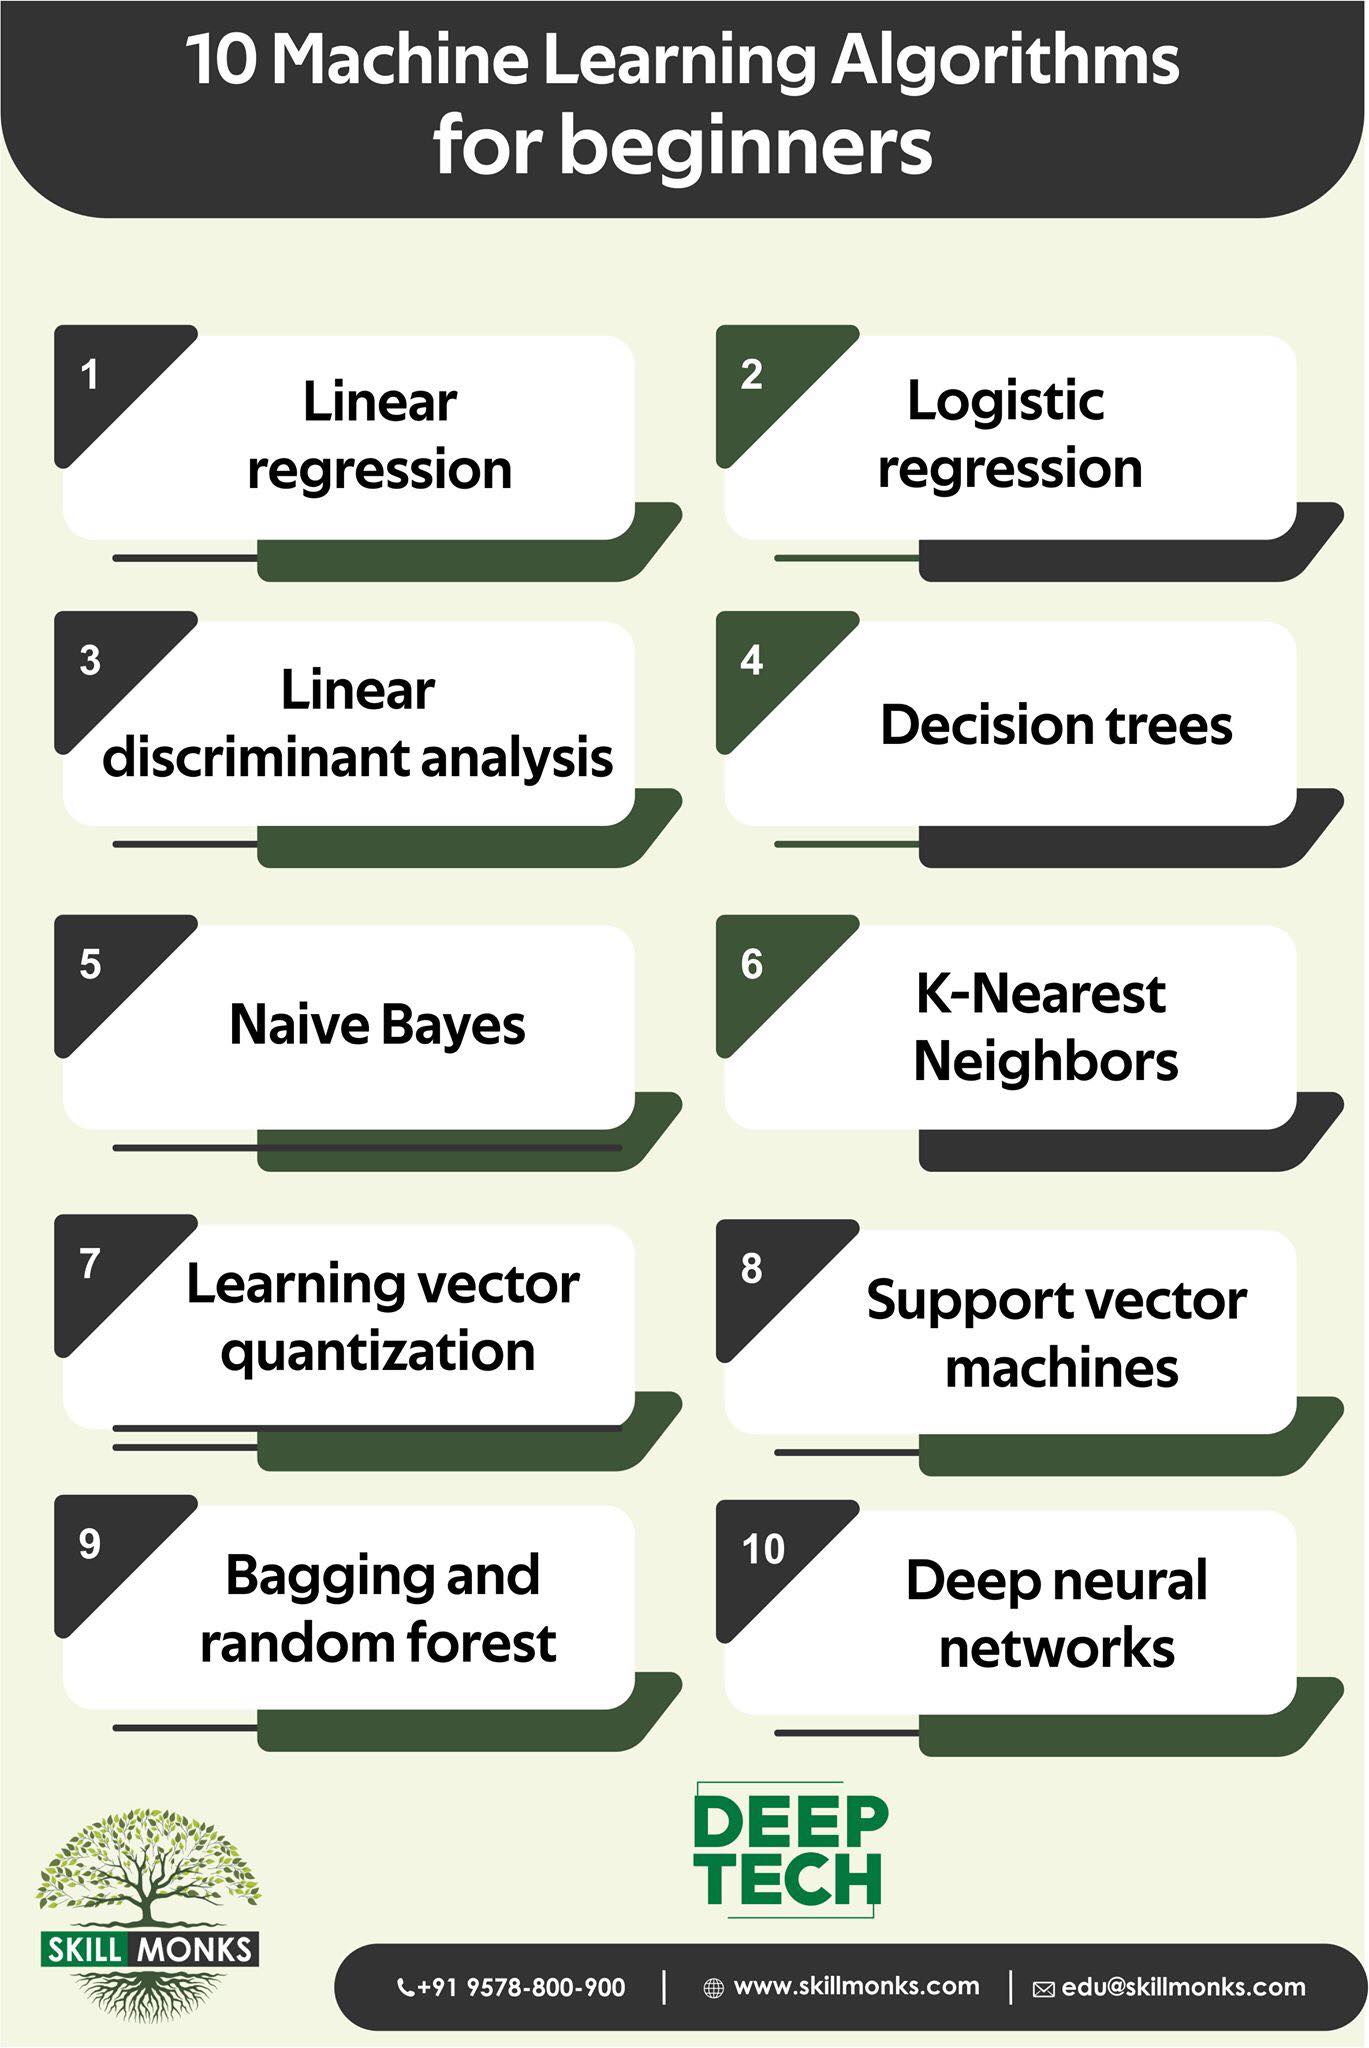 10 Machine Learning Algorithms
for beginners
1
Linear
regression
2
Logistic
regression
3
Linear
discriminant analysis
4
Decision trees
5
Naive Bayes
6
K-Nearest
Neighbors
7
Learning vector
quantization
8
Support vector
machines
9
Bagging and
random forest
10
Deep neural
networks
DEEP
TECH
SKILL MONKS
+91 9578-800-900 | www.skillmonks.com | edu@skillmonks.com